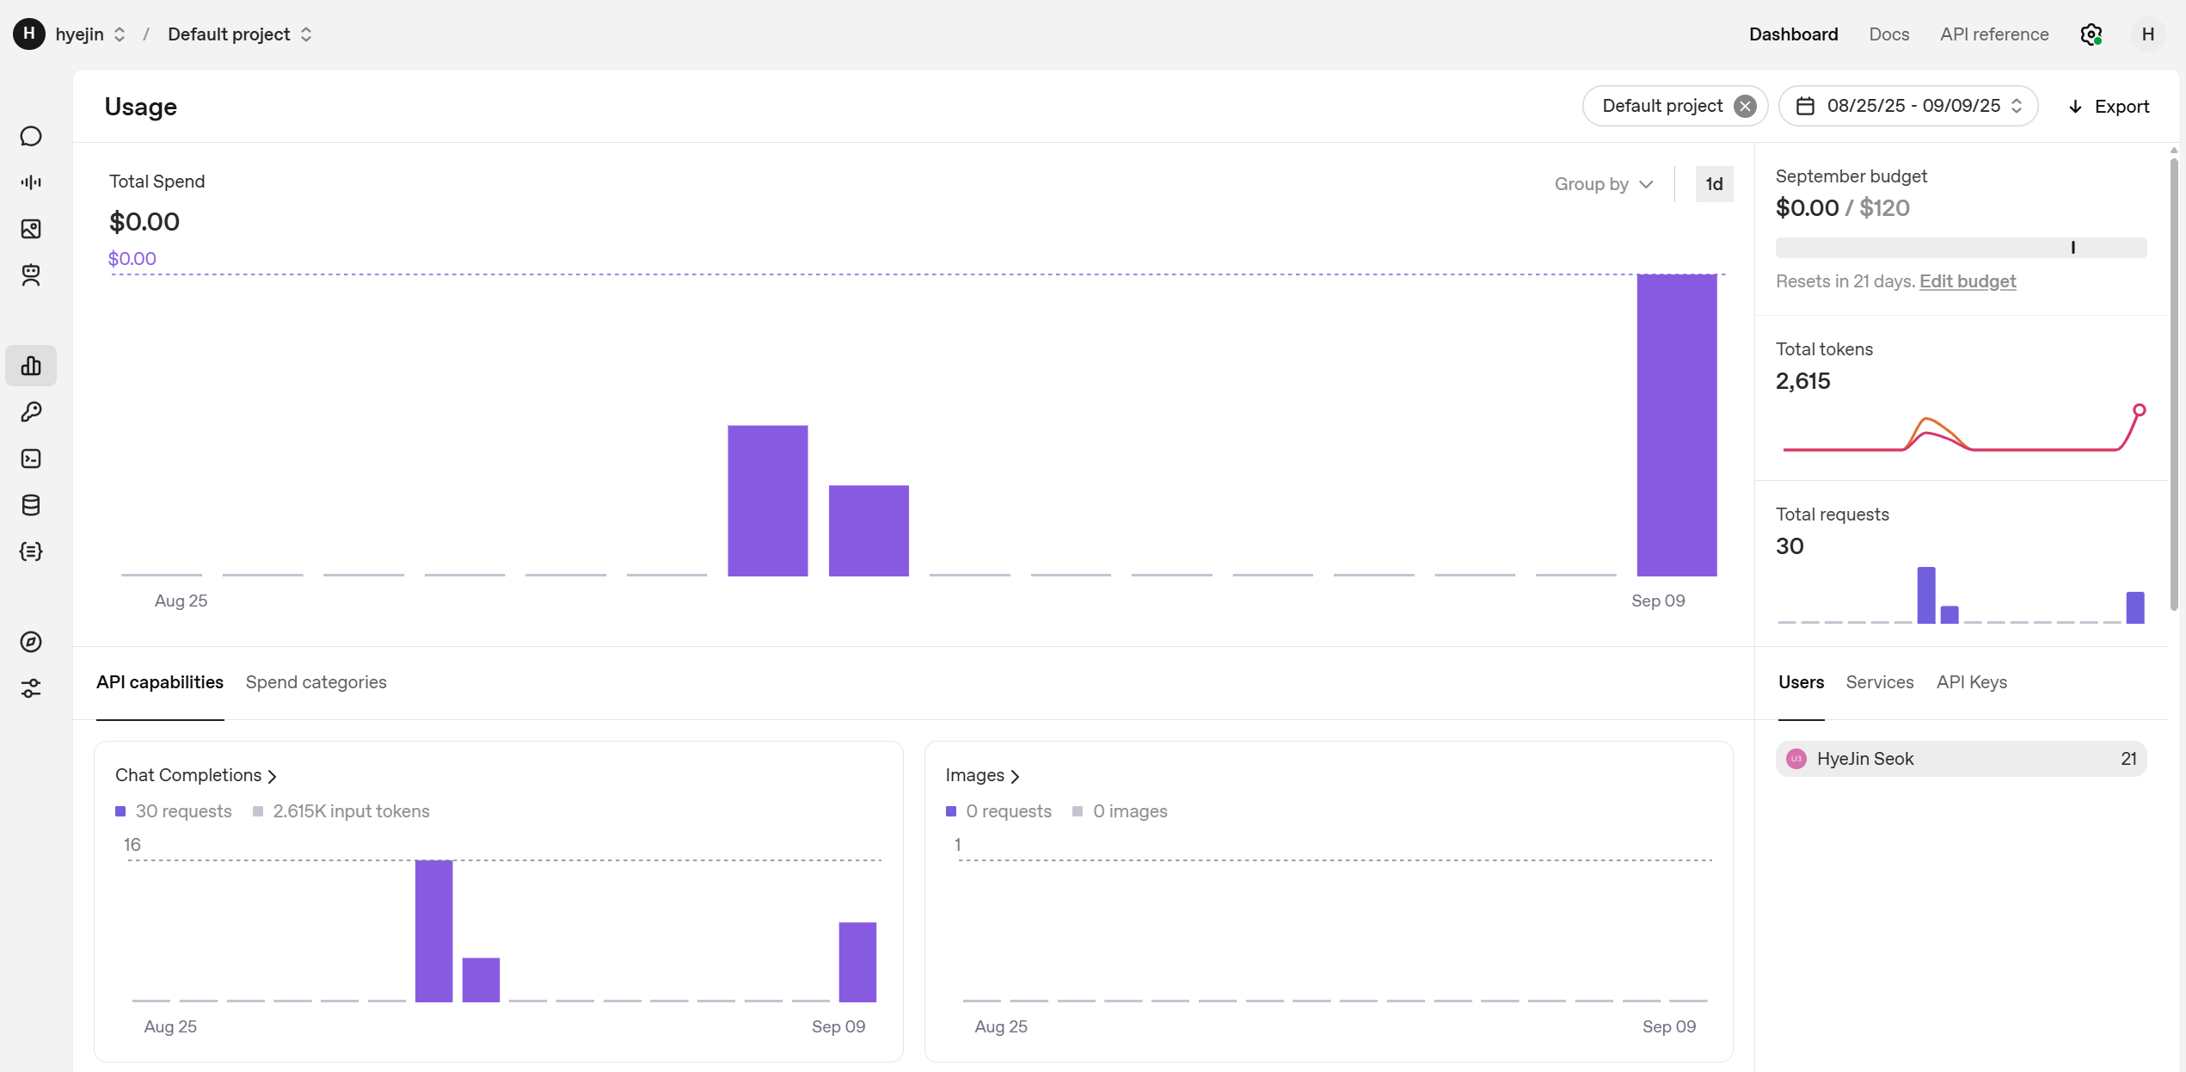 H hyejin / Default project
Dashboard Docs API reference H
Usage
Default project 08/25/25 - 09/09/25 Export
Total Spend
$0.00
$0.00
Group by 1d
Aug 25 Sep 09
September budget
$0.00 / $120
Resets in 21 days. Edit budget
Total tokens
2,615
Total requests
30
API capabilities Spend categories
Users Services API Keys
Chat Completions
30 requests 2.615K input tokens
16
Aug 25 Sep 09
Images
0 requests 0 images
1
Aug 25 Sep 09
U3 HyeJin Seok 21